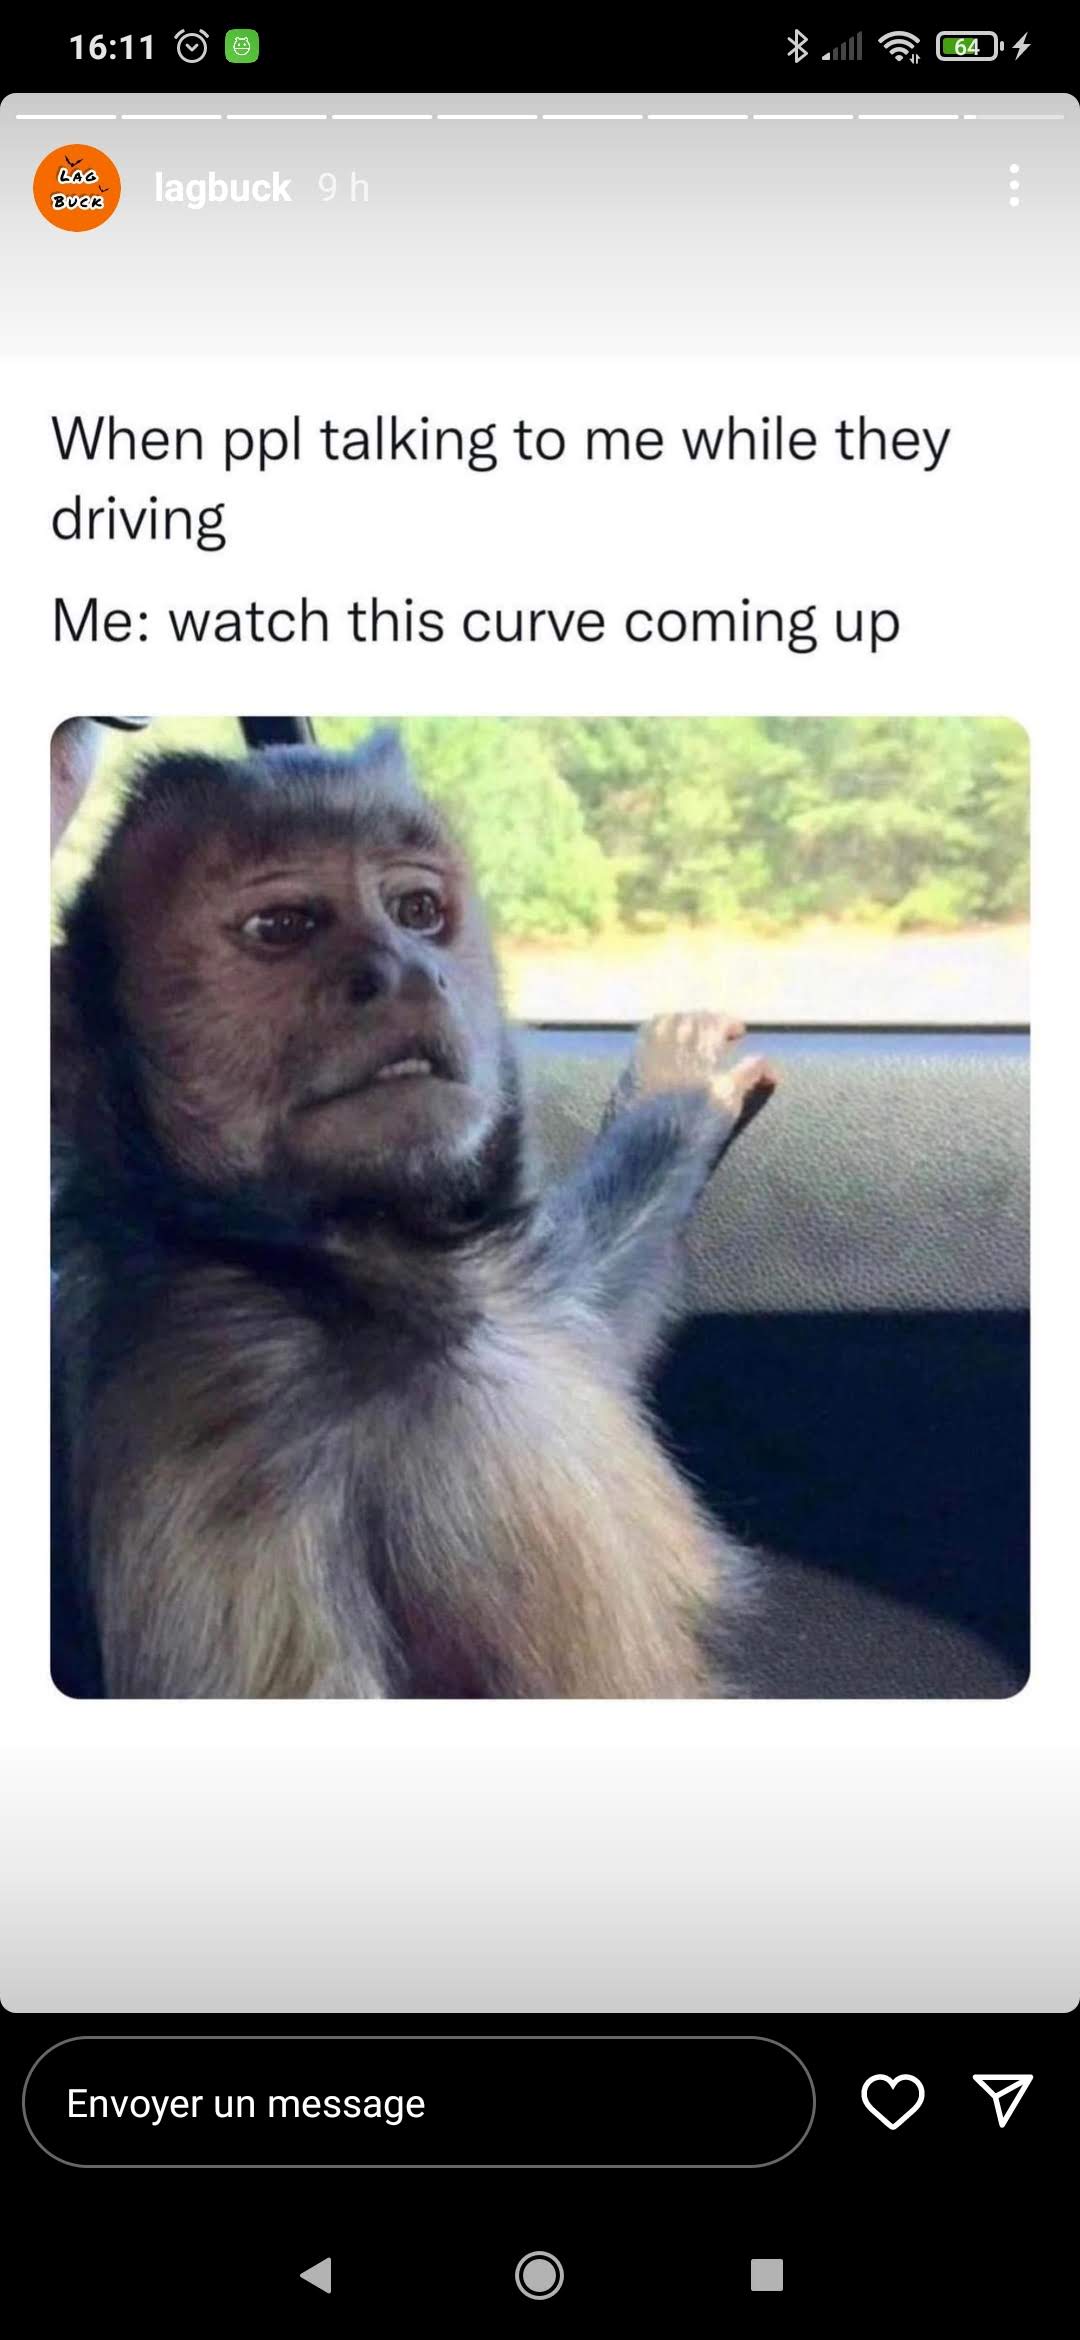 16:11
64
LAG
BUCK
lagbuck 9 h
When ppl talking to me while they
driving
Me: watch this curve coming up
Envoyer un message